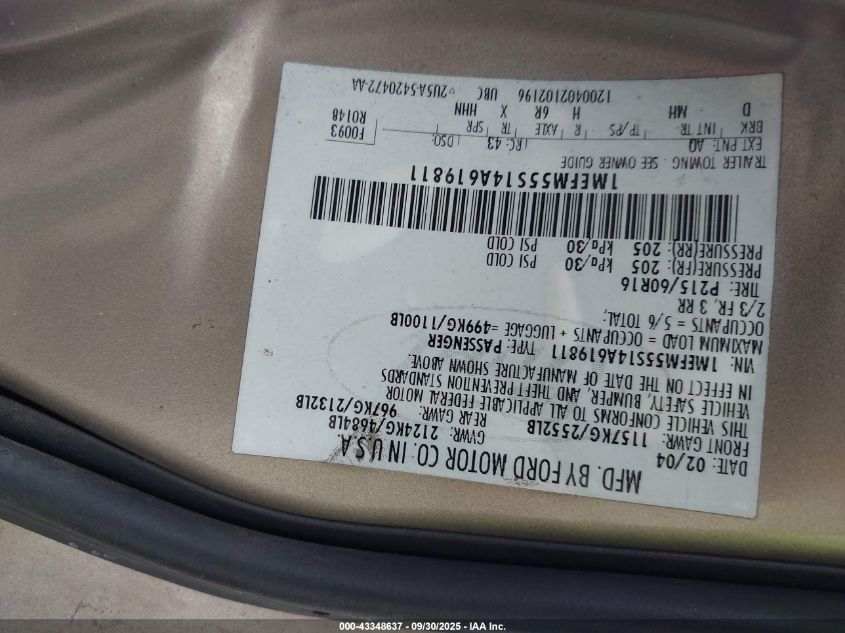 MFD. BY FORD MOTOR CO. IN U.S.A.
DATE: 02/04 GVWR: 2124KG/4684LB
FRONT GAWR: 1157KG/2552LB REAR GAWR: 967KG/2132LB
THIS VEHICLE CONFORMS TO ALL APPLICABLE FEDERAL MOTOR
VEHICLE SAFETY, BUMPER, AND THEFT PREVENTION STANDARDS
IN EFFECT ON THE DATE OF MANUFACTURE SHOWN ABOVE.
VIN: 1MEFM55S14A619811 TYPE: PASSENGER
MAXIMUM LOAD = OCCUPANTS + LUGGAGE =499KG/1100LB
OCCUPANTS = 5/6 TOTAL,
2/3 FR, 3 RR
TIRE: P215/60R16
PRESSURE(FR): 205 kPa/30 PSI COLD
PRESSURE(RR): 205 kPa/30 PSI COLD
1MEFM55S14A619811
TRAILER TOWING - SEE OWNER GUIDE
EXT PNT: AQ RC: 43 DSO: F0093
BRK INT TR TP/PS R AXLE TR SPR R0148
D MH H 6R X HHN
1200402102196 UBC 2U5A-5420472-AA
000-43348637 - 09/30/2025 - IAA Inc.